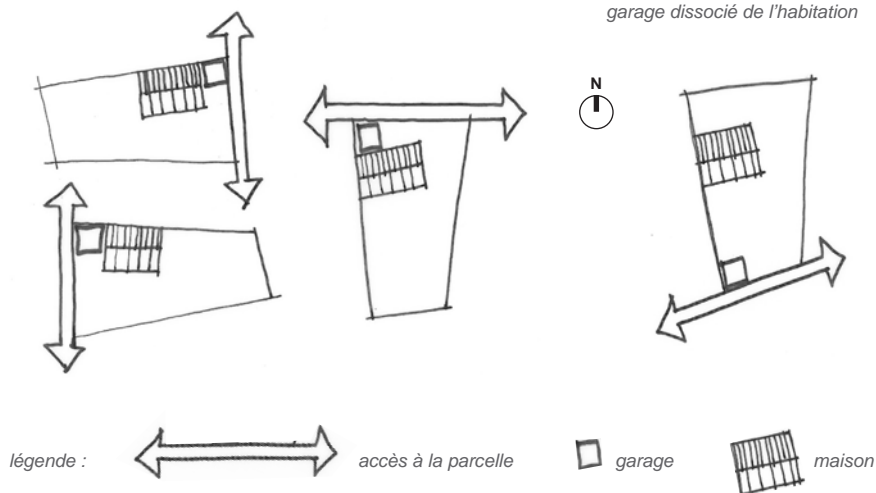 garage dissocié de l'habitation
N
légende :
accès à la parcelle
garage
maison